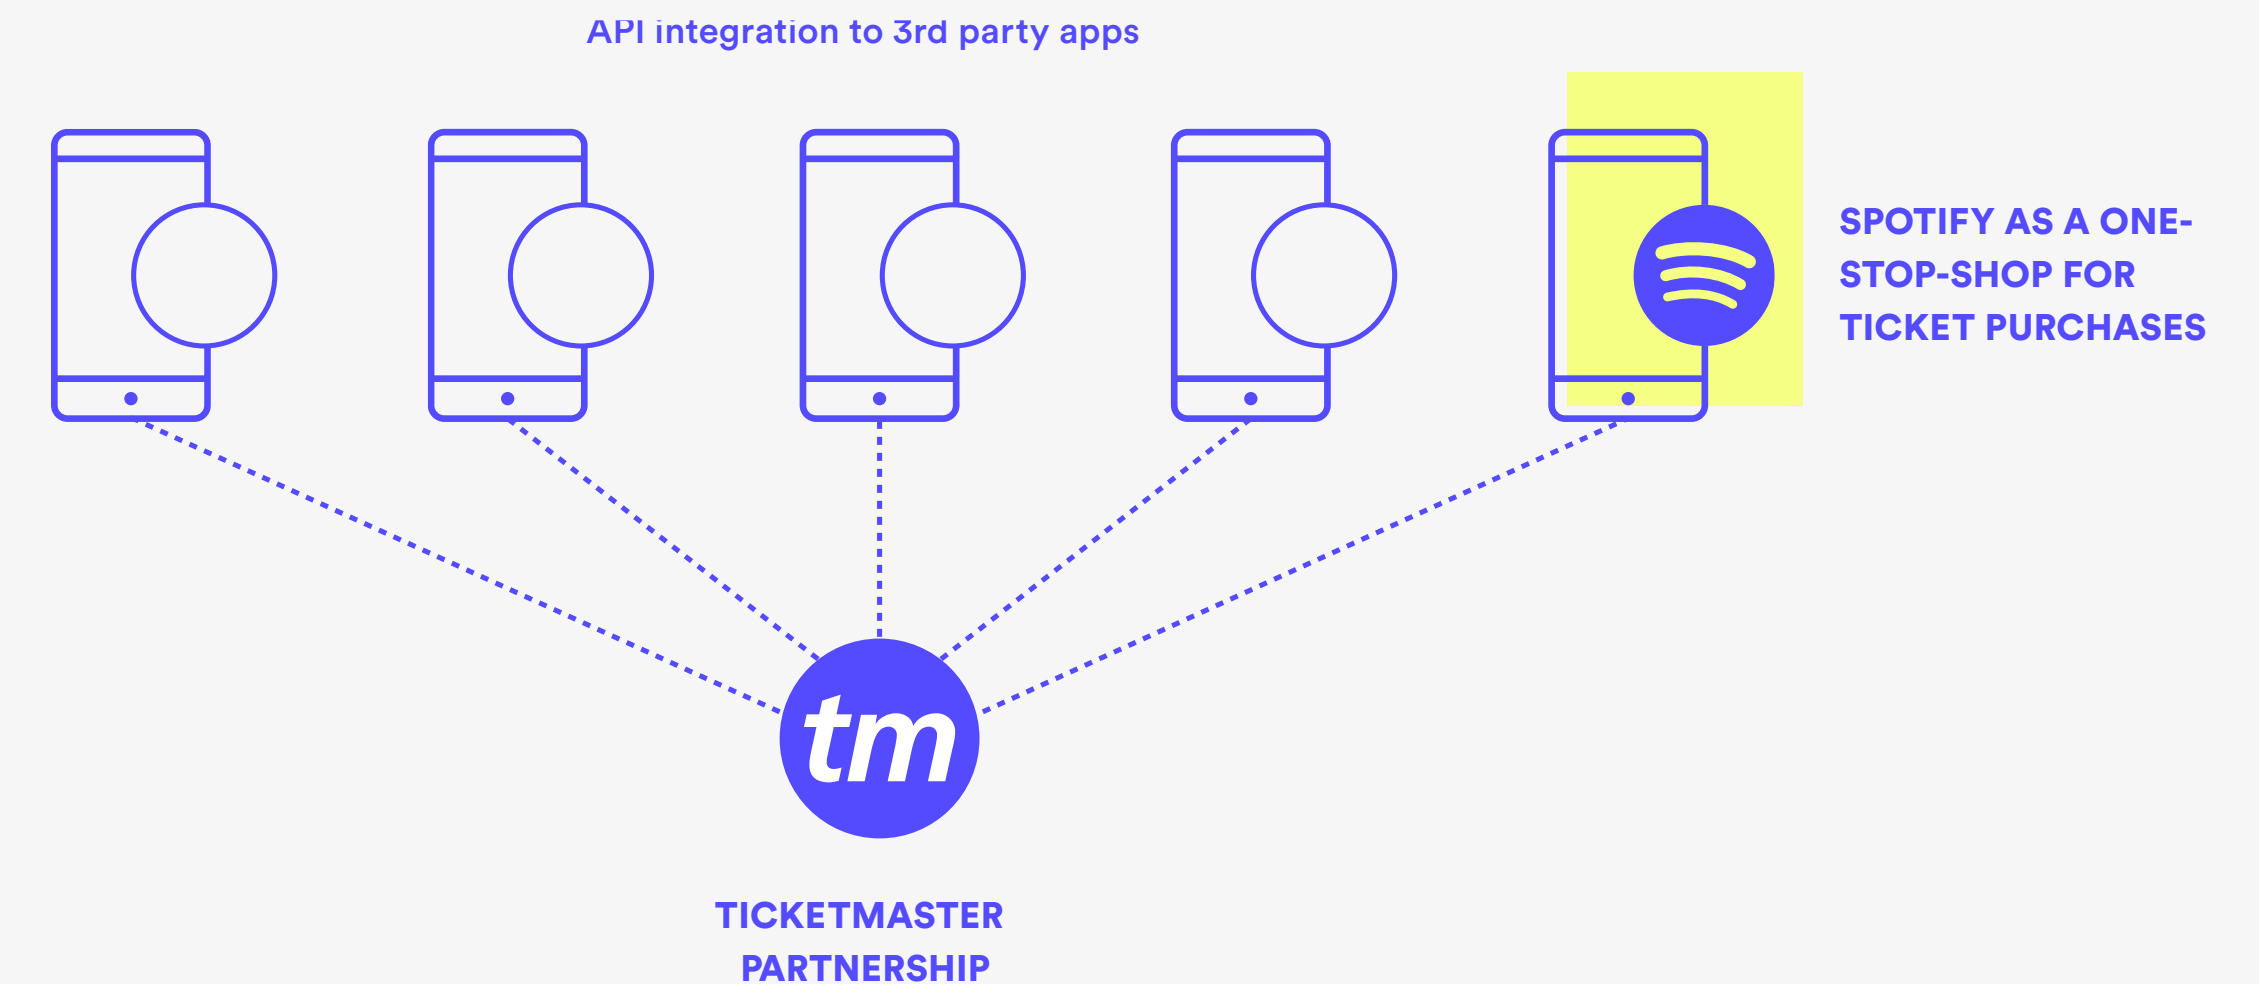 API integration to 3rd party apps
SPOTIFY AS A ONE-
STOP-SHOP FOR
TICKET PURCHASES
tm
TICKETMASTER
PARTNERSHIP